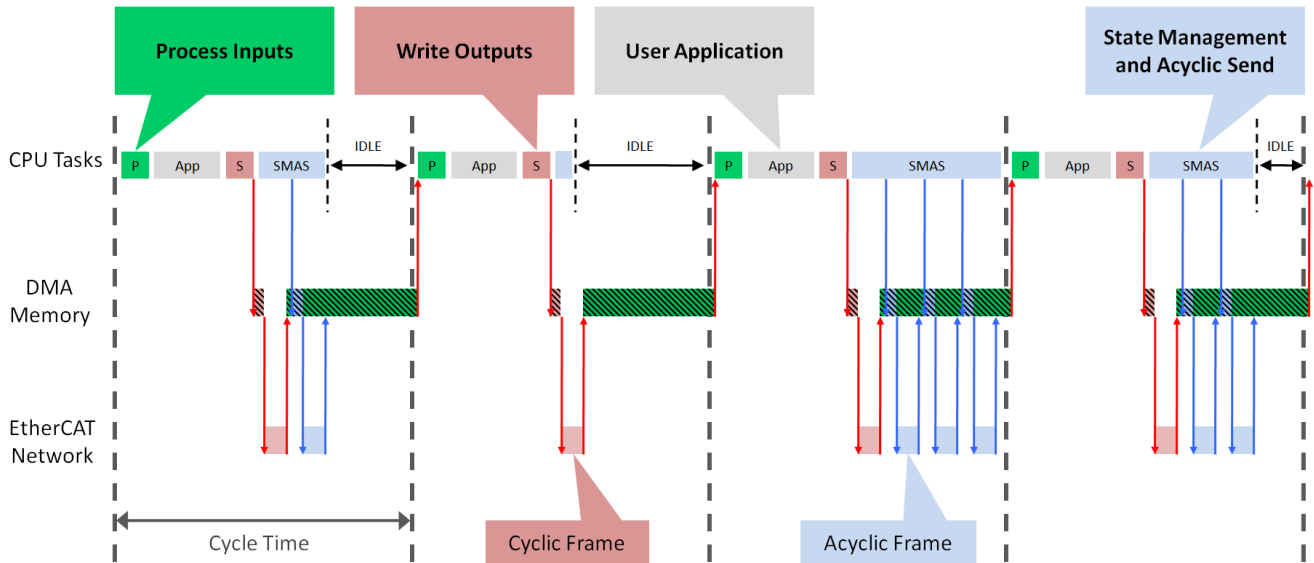 Process Inputs
Write Outputs
User Application
State Management
and Acyclic Send
CPU Tasks
P
App
S
SMAS
IDLE
P
App
S
IDLE
P
App
S
SMAS
P
App
S
SMAS
IDLE
DMA
Memory
EtherCAT
Network
Cycle Time
Cyclic Frame
Acyclic Frame